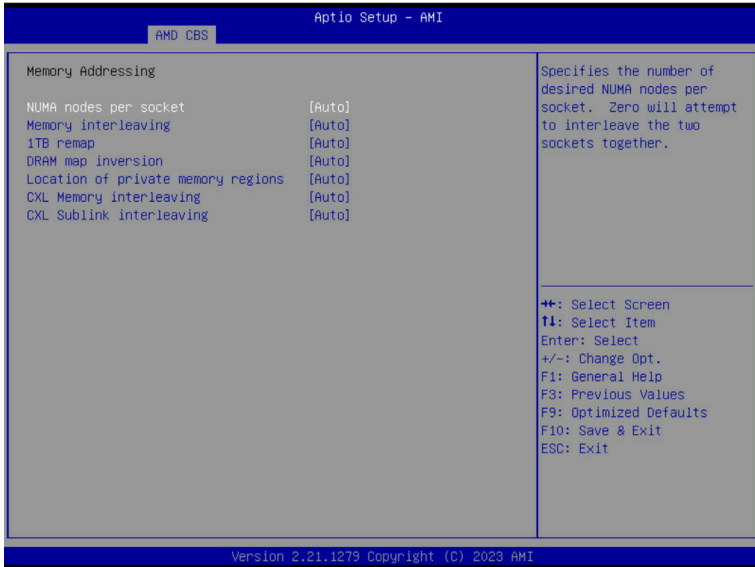 Aptio Setup – AMI
AMD CBS
Memory Addressing
NUMA nodes per socket [Auto]
Memory interleaving [Auto]
1TB remap [Auto]
DRAM map inversion [Auto]
Location of private memory regions [Auto]
CXL Memory interleaving [Auto]
CXL Sublink interleaving [Auto]
Specifies the number of
desired NUMA nodes per
socket. Zero will attempt
to interleave the two
sockets together.
→←: Select Screen
↑↓: Select Item
Enter: Select
+/-: Change Opt.
F1: General Help
F3: Previous Values
F9: Optimized Defaults
F10: Save & Exit
ESC: Exit
Version 2.21.1279 Copyright (C) 2023 AMI